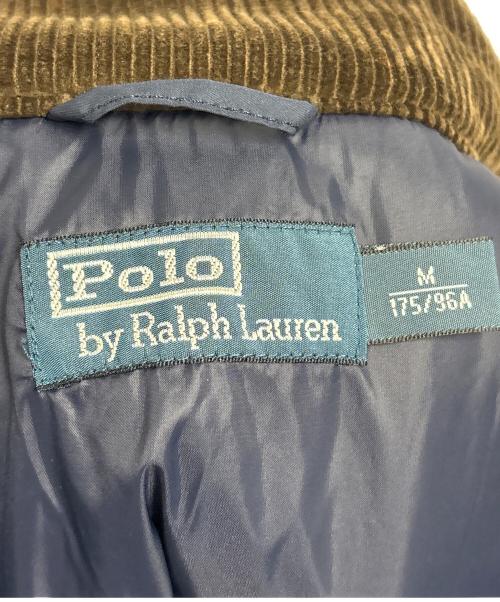 Polo
by Ralph Lauren
M
175/96A